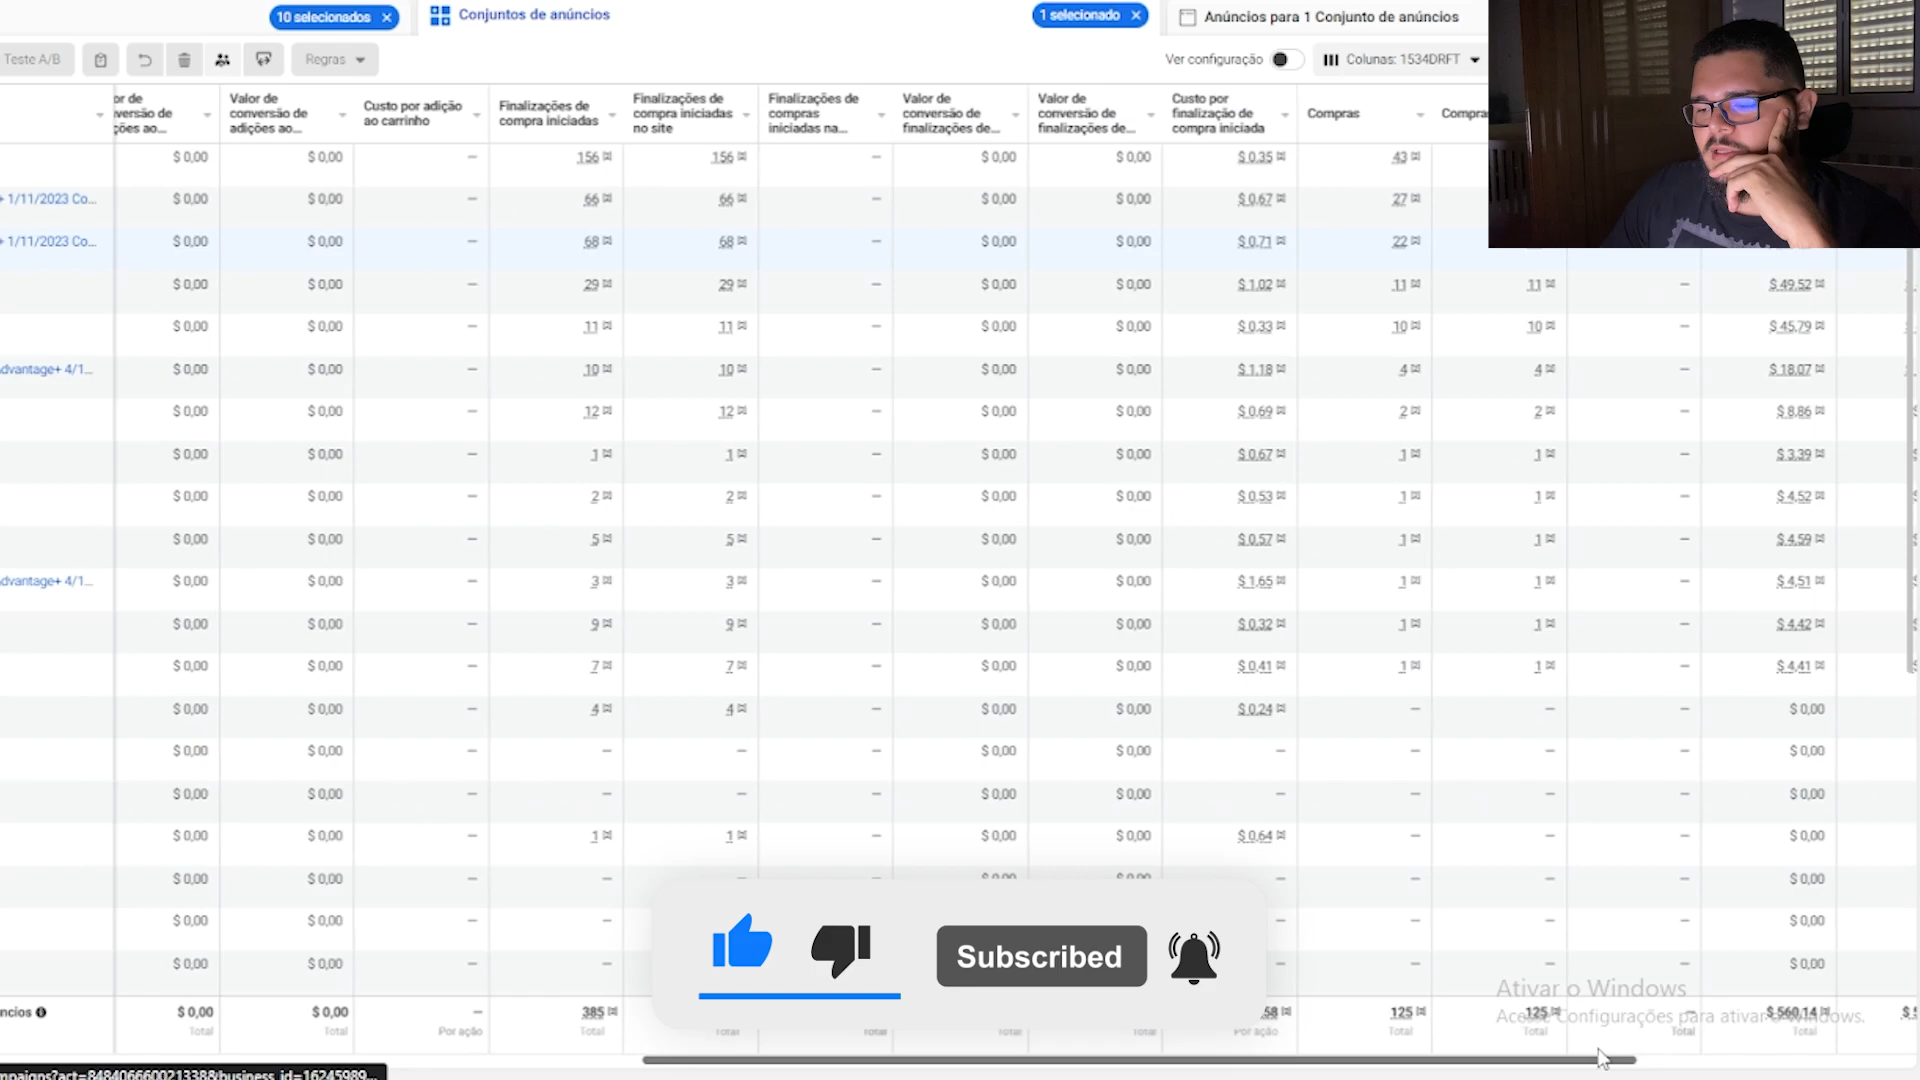 10 selecionados
Conjuntos de anúncios
1 selecionado
Anúncios para 1 Conjunto de anúncios
Teste A/B
Regras
Ver configuração
Colunas: 1534DRFT
or de versão de ções ao...
Valor de conversão de adições ao...
Custo por adição ao carrinho
Finalizações de compra iniciadas
Finalizações de compra iniciadas no site
Finalizações de compras iniciadas na...
Valor de conversão de finalizações de...
Valor de conversão de finalizações de...
Custo por finalização de compra iniciada
Compras
Compra
$ 0,00 $ 0,00 — 156 156 — $ 0,00 $ 0,00 $ 0,35 43
+ 1/11/2023 Co... $ 0,00 $ 0,00 — 66 66 — $ 0,00 $ 0,00 $ 0,67 27
+ 1/11/2023 Co... $ 0,00 $ 0,00 — 68 68 — $ 0,00 $ 0,00 $ 0,71 22
$ 0,00 $ 0,00 — 29 29 — $ 0,00 $ 0,00 $ 1,02 11 11 — $ 49,52
$ 0,00 $ 0,00 — 11 11 — $ 0,00 $ 0,00 $ 0,33 10 10 — $ 45,79
dvantage+ 4/1... $ 0,00 $ 0,00 — 10 10 — $ 0,00 $ 0,00 $ 1,18 4 4 — $ 18,07
$ 0,00 $ 0,00 — 12 12 — $ 0,00 $ 0,00 $ 0,69 2 2 — $ 8,86
$ 0,00 $ 0,00 — 1 1 — $ 0,00 $ 0,00 $ 0,67 1 1 — $ 3,39
$ 0,00 $ 0,00 — 2 2 — $ 0,00 $ 0,00 $ 0,53 1 1 — $ 4,52
$ 0,00 $ 0,00 — 5 5 — $ 0,00 $ 0,00 $ 0,57 1 1 — $ 4,59
dvantage+ 4/1... $ 0,00 $ 0,00 — 3 3 — $ 0,00 $ 0,00 $ 1,65 1 1 — $ 4,51
$ 0,00 $ 0,00 — 9 9 — $ 0,00 $ 0,00 $ 0,32 1 1 — $ 4,42
$ 0,00 $ 0,00 — 7 7 — $ 0,00 $ 0,00 $ 0,41 1 1 — $ 4,41
$ 0,00 $ 0,00 — 4 4 — $ 0,00 $ 0,00 $ 0,24 — — — $ 0,00
$ 0,00 $ 0,00 — — — — $ 0,00 $ 0,00 — — — — $ 0,00
$ 0,00 $ 0,00 — — — — $ 0,00 $ 0,00 — — — — $ 0,00
$ 0,00 $ 0,00 — 1 1 — $ 0,00 $ 0,00 $ 0,64 — — — $ 0,00
$ 0,00 $ 0,00 — — — — $ 0,00 $ 0,00 — — — — $ 0,00
$ 0,00 $ 0,00 — — — — — — $ 0,00
$ 0,00 $ 0,00 — — — — — — $ 0,00
Subscribed
Ativar o Windows
Acesse Configurações para ativar o Windows.
ncios $ 0,00 $ 0,00 — 385 58 125 125 — $ 560,14
Total Total Por ação Total Total Total Total Total Por ação Total Total Total Total
mpaigns?act=848406660021338&business_id=16245989...